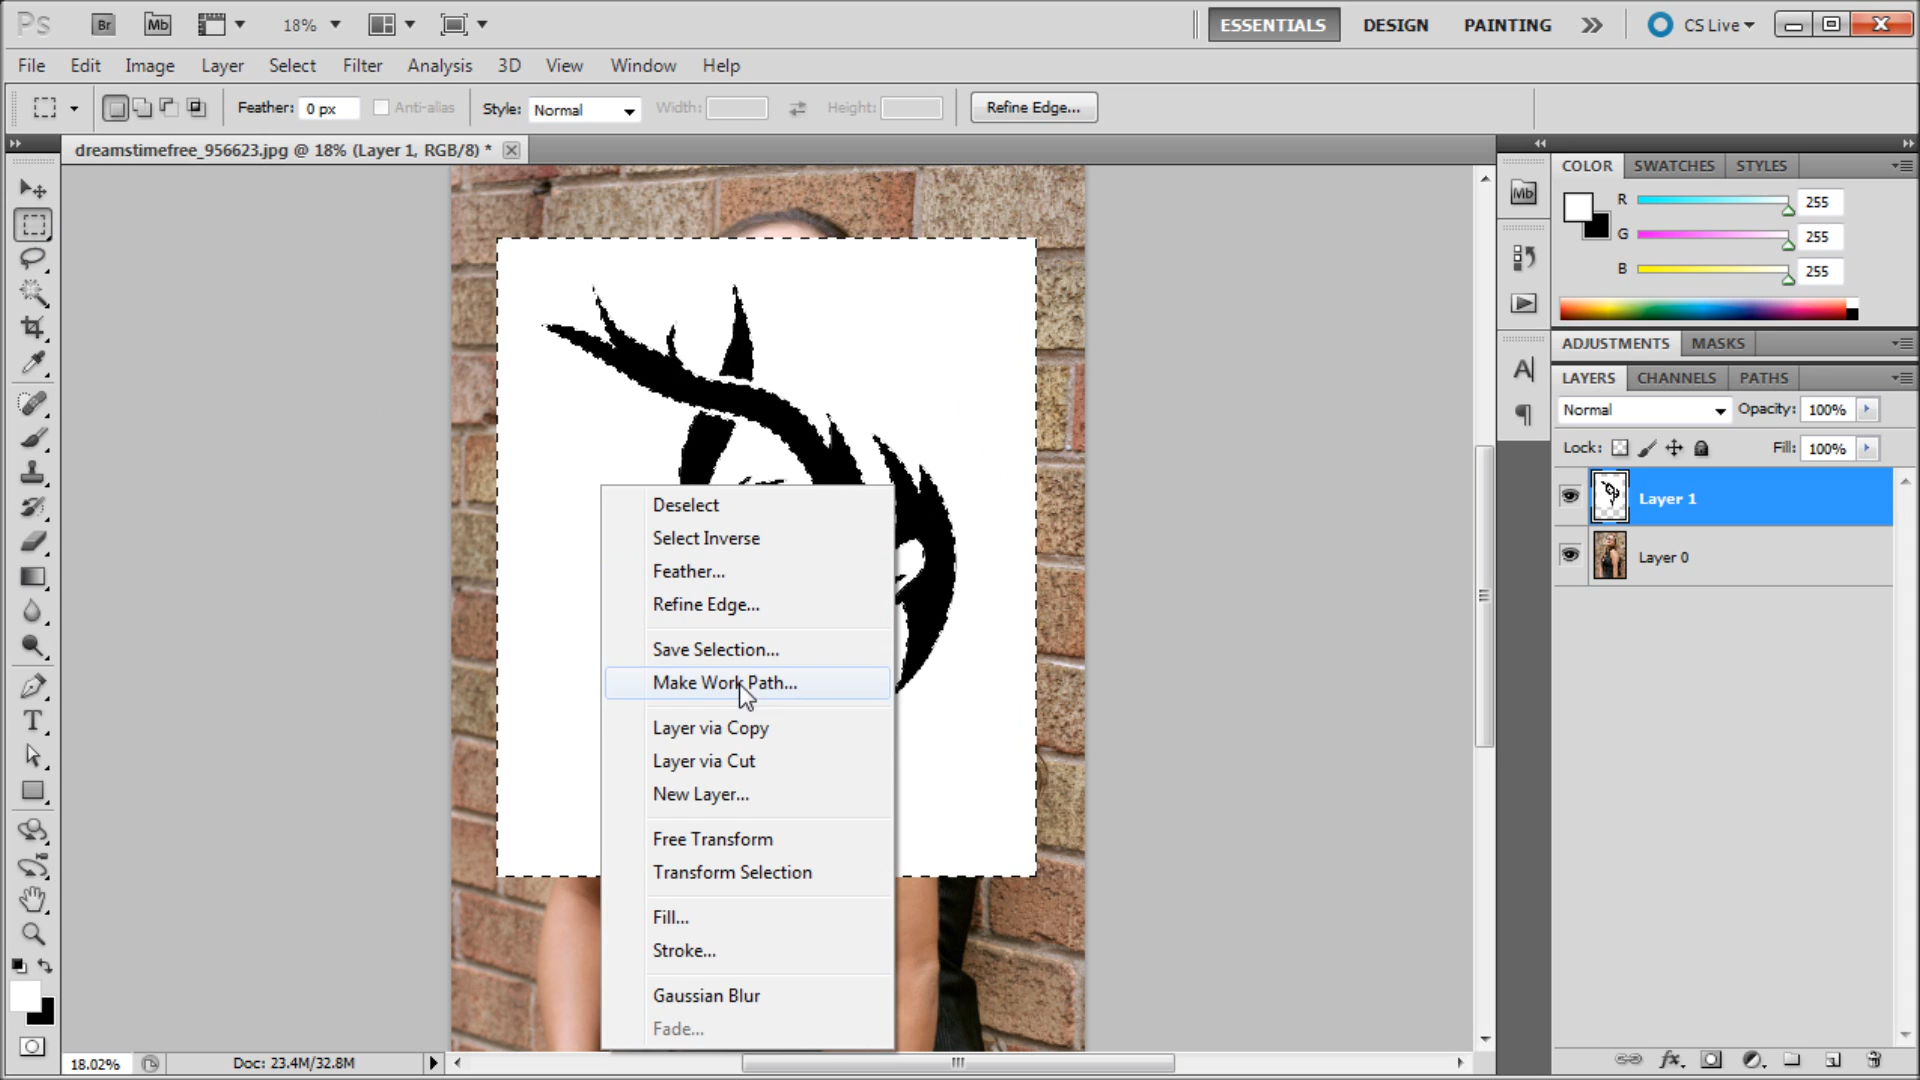 Ps Br Mb 18% ESSENTIALS DESIGN PAINTING CS Live
File Edit Image Layer Select Filter Analysis 3D View Window Help
Feather: 0 px Anti-alias Style: Normal Width: Height: Refine Edge...
dreamstimefree_956623.jpg @ 18% (Layer 1, RGB/8) *
COLOR SWATCHES STYLES
Mb
R 255
G 255
B 255
ADJUSTMENTS MASKS
LAYERS CHANNELS PATHS
Normal Opacity: 100%
Lock: Fill: 100%
Layer 1
Layer 0
Deselect
Select Inverse
Feather...
Refine Edge...
Save Selection...
Make Work Path...
Layer via Copy
Layer via Cut
New Layer...
Free Transform
Transform Selection
Fill...
Stroke...
Gaussian Blur
Fade...
18.02% Doc: 23.4M/32.8M